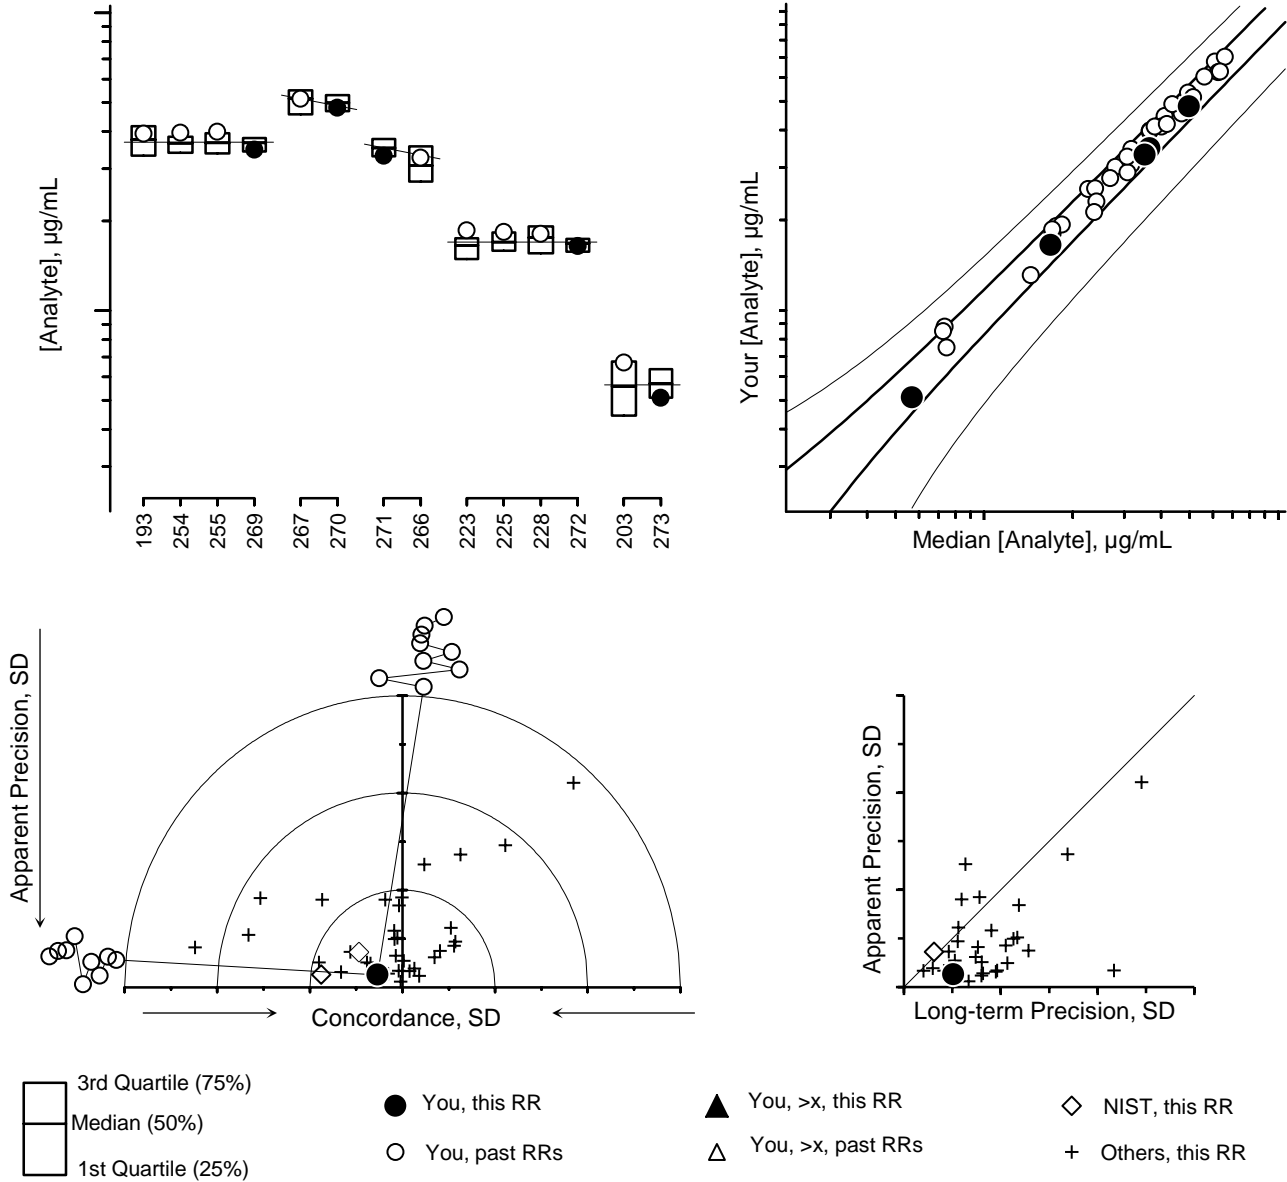 [Analyte], µg/mL
193
254
255
269
267
270
271
266
223
225
228
272
203
273
Your [Analyte], µg/mL
Median [Analyte], µg/mL
Apparent Precision, SD
Concordance, SD
Apparent Precision, SD
Long-term Precision, SD
3rd Quartile (75%)
Median (50%)
1st Quartile (25%)
You, this RR
You, past RRs
You, >x, this RR
You, >x, past RRs
NIST, this RR
Others, this RR